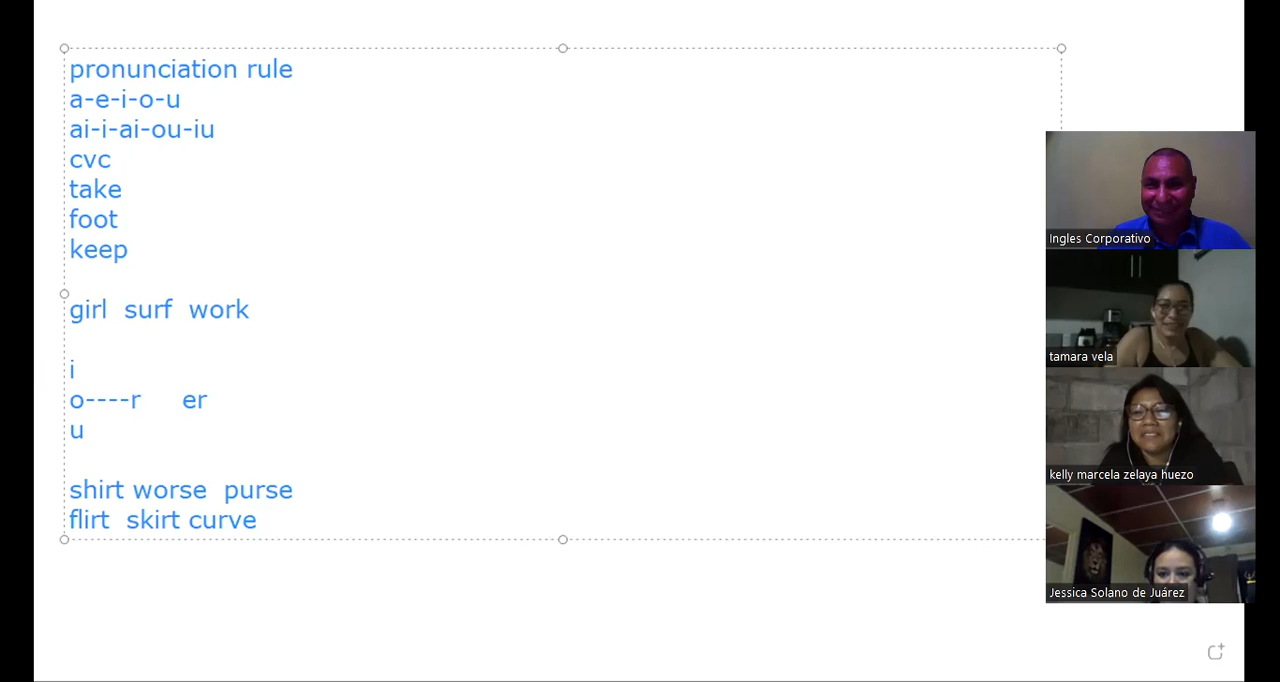 pronunciation rule
a-e-i-o-u
ai-i-ai-ou-iu
cvc
take
foot
keep
girl surf work
i
o----r er
u
shirt worse purse
flirt skirt curve
Ingles Corporativo
tamara vela
kelly marcela zelaya huezo
Jessica Solano de Juárez